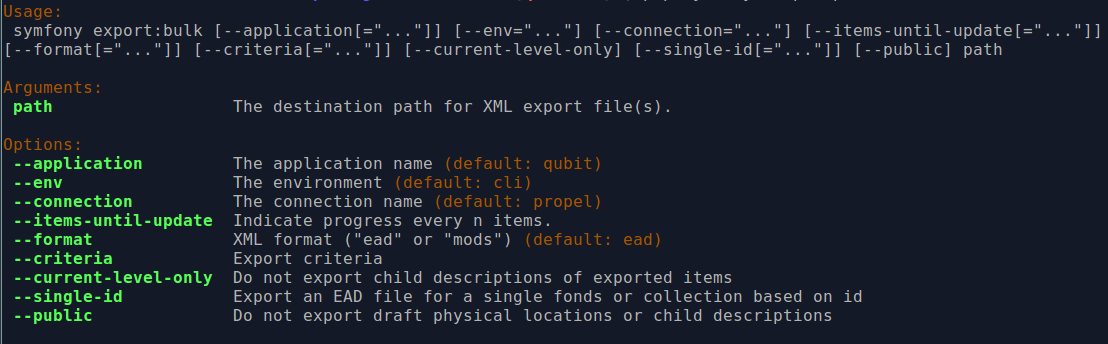 Usage:
symfony export:bulk [--application[="..."]] [--env="..."] [--connection="..."] [--items-until-update[="..."]]
[--format[="..."]] [--criteria[="..."]] [--current-level-only] [--single-id[="..."]] [--public] path
Arguments:
path The destination path for XML export file(s).
Options:
--application The application name (default: qubit)
--env The environment (default: cli)
--connection The connection name (default: propel)
--items-until-update Indicate progress every n items.
--format XML format ("ead" or "mods") (default: ead)
--criteria Export criteria
--current-level-only Do not export child descriptions of exported items
--single-id Export an EAD file for a single fonds or collection based on id
--public Do not export draft physical locations or child descriptions